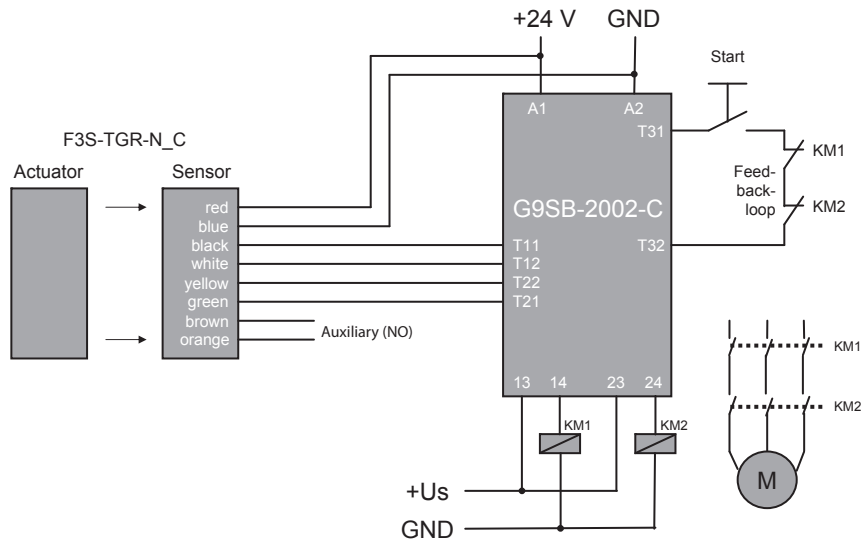 +24 V
GND
Start
A1
A2
T31
F3S-TGR-N_C
KM1
Actuator
Sensor
Feed-
back-
loop
red
G9SB-2002-C
KM2
blue
black
T11
T32
white
T12
yellow
T22
green
T21
brown
Auxiliary (NO)
orange
KM1
13
14
23
24
KM2
KM1
KM2
M
+Us
GND